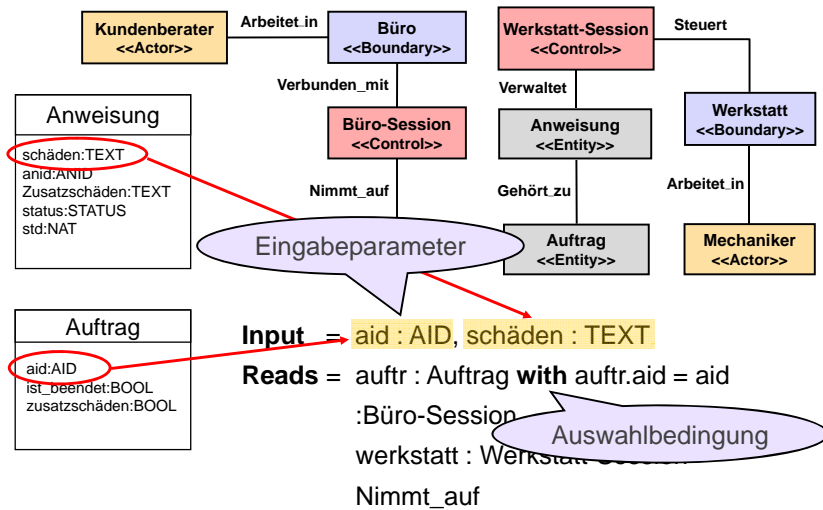 Kundenberater
<<Actor>>
Arbeitet_in
Büro
<<Boundary>>
Werkstatt-Session
<<Control>>
Steuert
Verbunden_mit
Verwaltet
Anweisung
schäden:TEXT
anid:ANID
Zusatzschäden:TEXT
status:STATUS
std:NAT
Büro-Session
<<Control>>
Anweisung
<<Entity>>
Werkstatt
<<Boundary>>
Nimmt_auf
Gehört_zu
Arbeitet_in
Eingabeparameter
Auftrag
<<Entity>>
Mechaniker
<<Actor>>
Auftrag
aid:AID
ist_beendet:BOOL
zusatzschäden:BOOL
Input = aid : AID, schäden : TEXT
Reads = auftr : Auftrag with auftr.aid = aid
:Büro-Session
Auswahlbedingung
werkstatt : Werkstatt-Session
Nimmt_auf